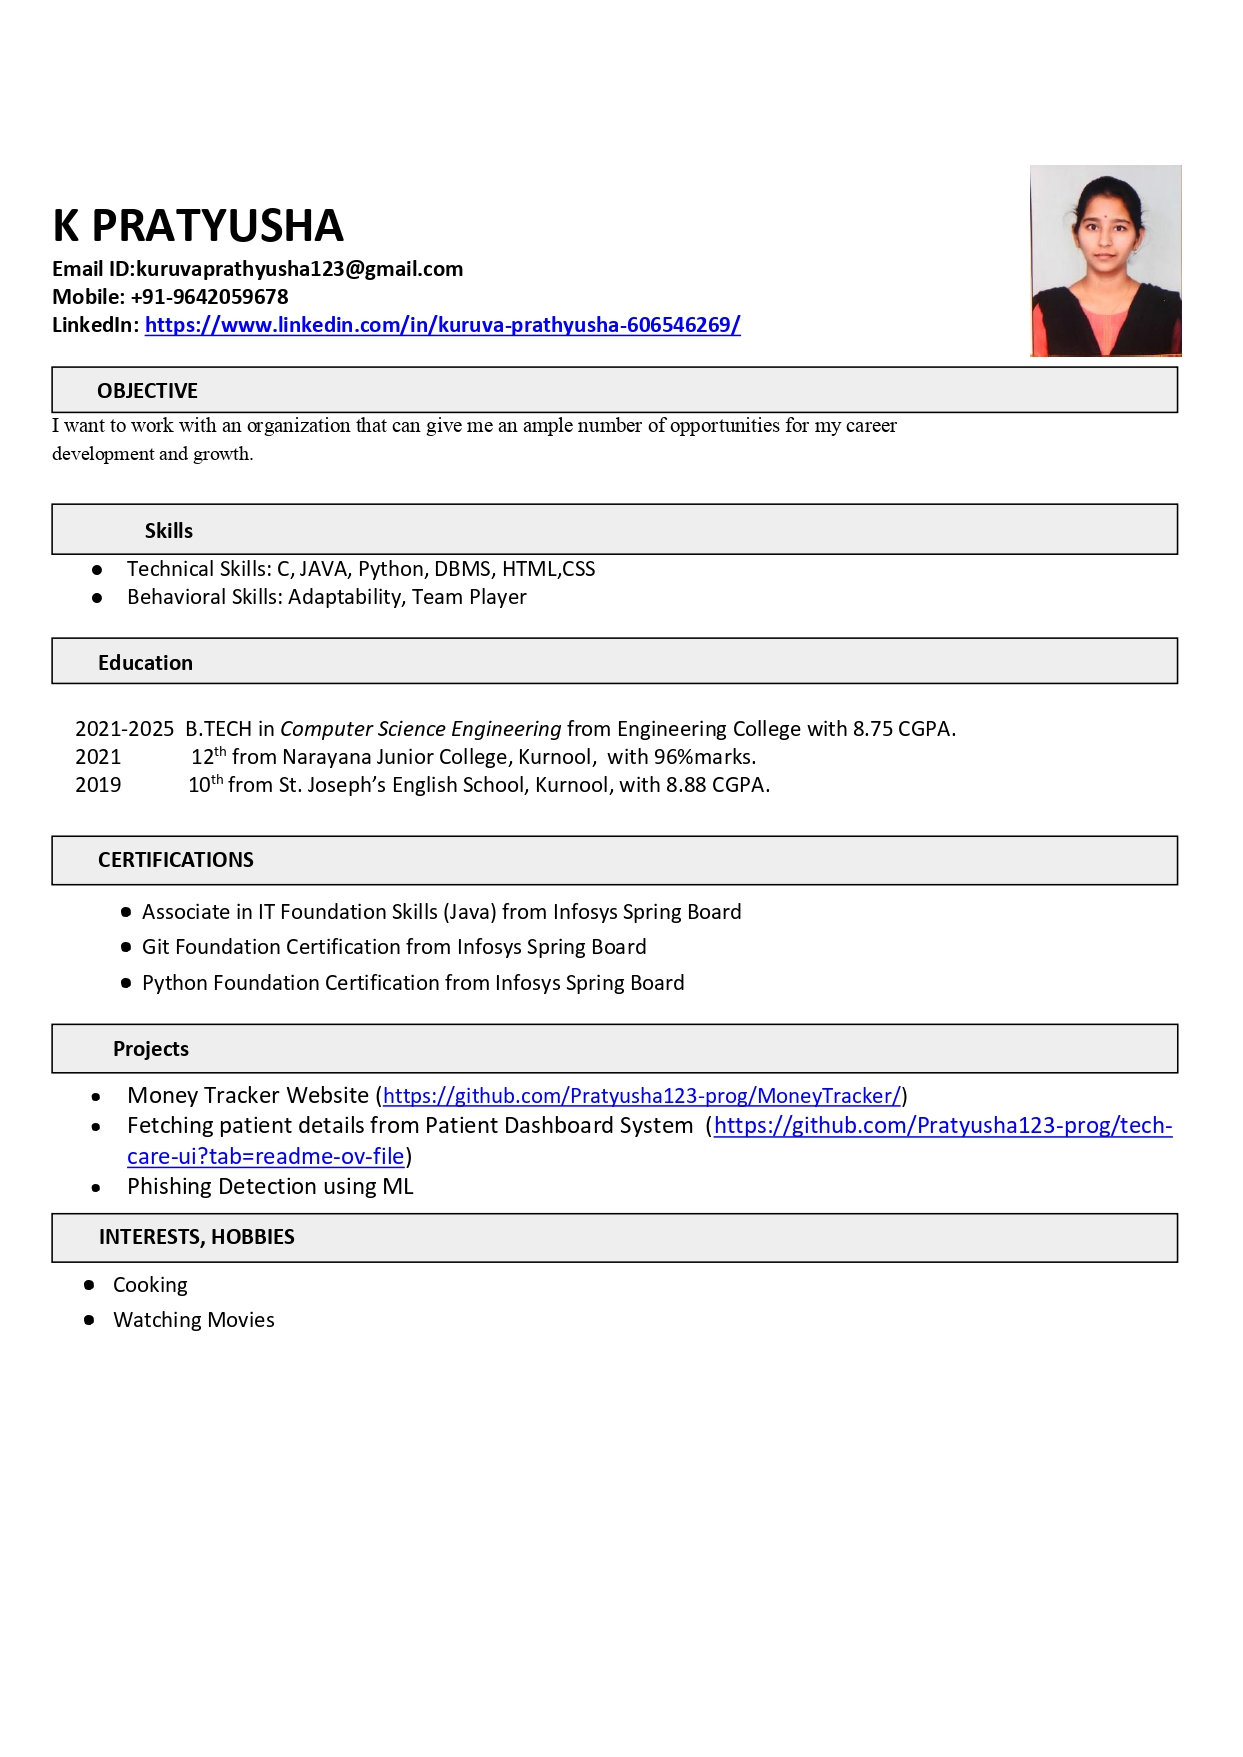 K PRATYUSHA
Email ID:kuruvaprathyusha123@gmail.com
Mobile: +91-9642059678
LinkedIn: https://www.linkedin.com/in/kuruva-prathyusha-606546269/
OBJECTIVE
I want to work with an organization that can give me an ample number of opportunities for my career
development and growth.
Skills
● Technical Skills: C, JAVA, Python, DBMS, HTML,CSS
● Behavioral Skills: Adaptability, Team Player
Education
2021-2025 B.TECH in Computer Science Engineering from Engineering College with 8.75 CGPA.
2021 12th from Narayana Junior College, Kurnool, with 96%marks.
2019 10th from St. Joseph’s English School, Kurnool, with 8.88 CGPA.
CERTIFICATIONS
● Associate in IT Foundation Skills (Java) from Infosys Spring Board
● Git Foundation Certification from Infosys Spring Board
● Python Foundation Certification from Infosys Spring Board
Projects
● Money Tracker Website (https://github.com/Pratyusha123-prog/MoneyTracker/)
● Fetching patient details from Patient Dashboard System (https://github.com/Pratyusha123-prog/tech-
care-ui?tab=readme-ov-file)
● Phishing Detection using ML
INTERESTS, HOBBIES
● Cooking
● Watching Movies